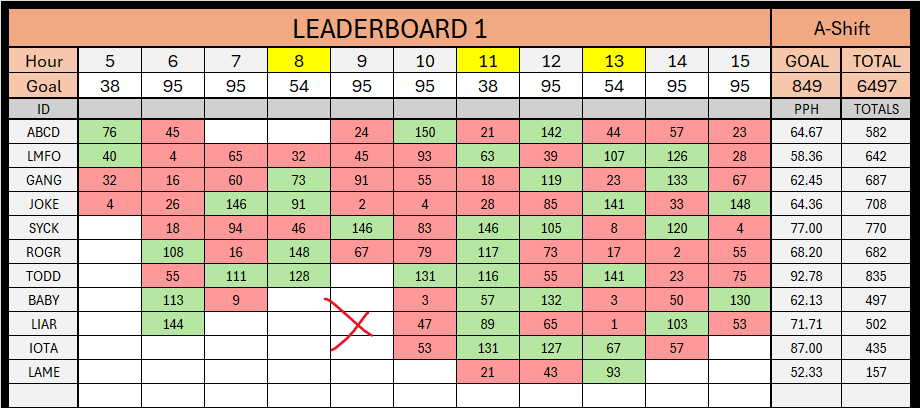 LEADERBOARD 1 A-Shift
Hour 5 6 7 8 9 10 11 12 13 14 15 GOAL TOTAL
Goal 38 95 95 54 95 95 38 95 54 95 95 849 6497
ID PPH TOTALS
ABCD 76 45 24 150 21 142 44 57 23 64.67 582
LMFO 40 4 65 32 45 93 63 39 107 126 28 58.36 642
GANG 32 16 60 73 91 55 18 119 23 133 67 62.45 687
JOKE 4 26 146 91 2 4 28 85 141 33 148 64.36 708
SYCK 18 94 46 146 83 146 105 8 120 4 77.00 770
ROGR 108 16 148 67 79 117 73 17 2 55 68.20 682
TODD 55 111 128 131 116 55 141 23 75 92.78 835
BABY 113 9 3 57 132 3 50 130 62.13 497
LIAR 144 47 89 65 1 103 53 71.71 502
IOTA 53 131 127 67 57 87.00 435
LAME 21 43 93 52.33 157